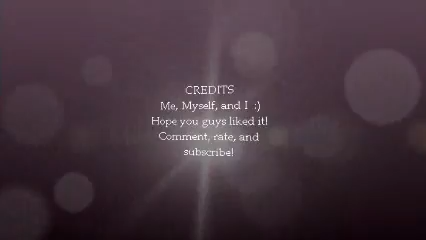 CREDITS
Me, Myself, and I :)
Hope you guys liked it!
Comment, rate, and
subscribe!